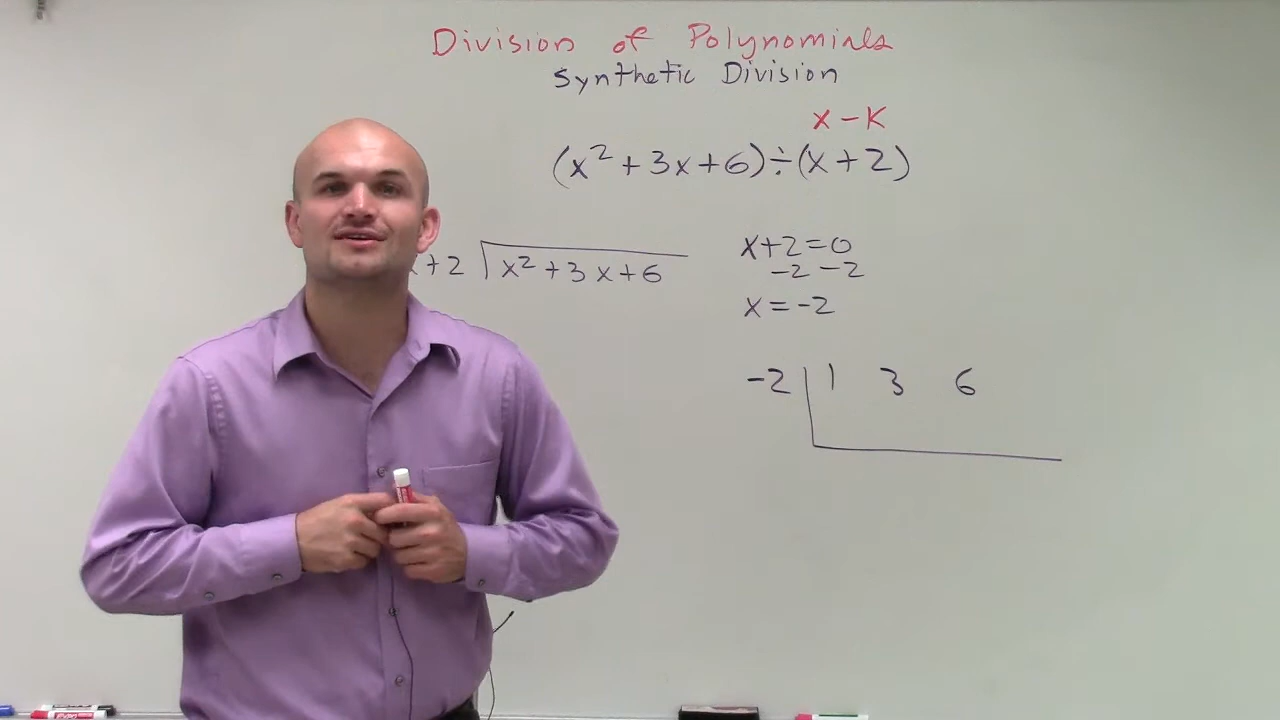 Division of Polynomials
Synthetic Division
x - K
(x² + 3x + 6) ÷ (x + 2)
+2 x² + 3x + 6
x+2=0
-2 -2
x = -2
-2 1 3 6